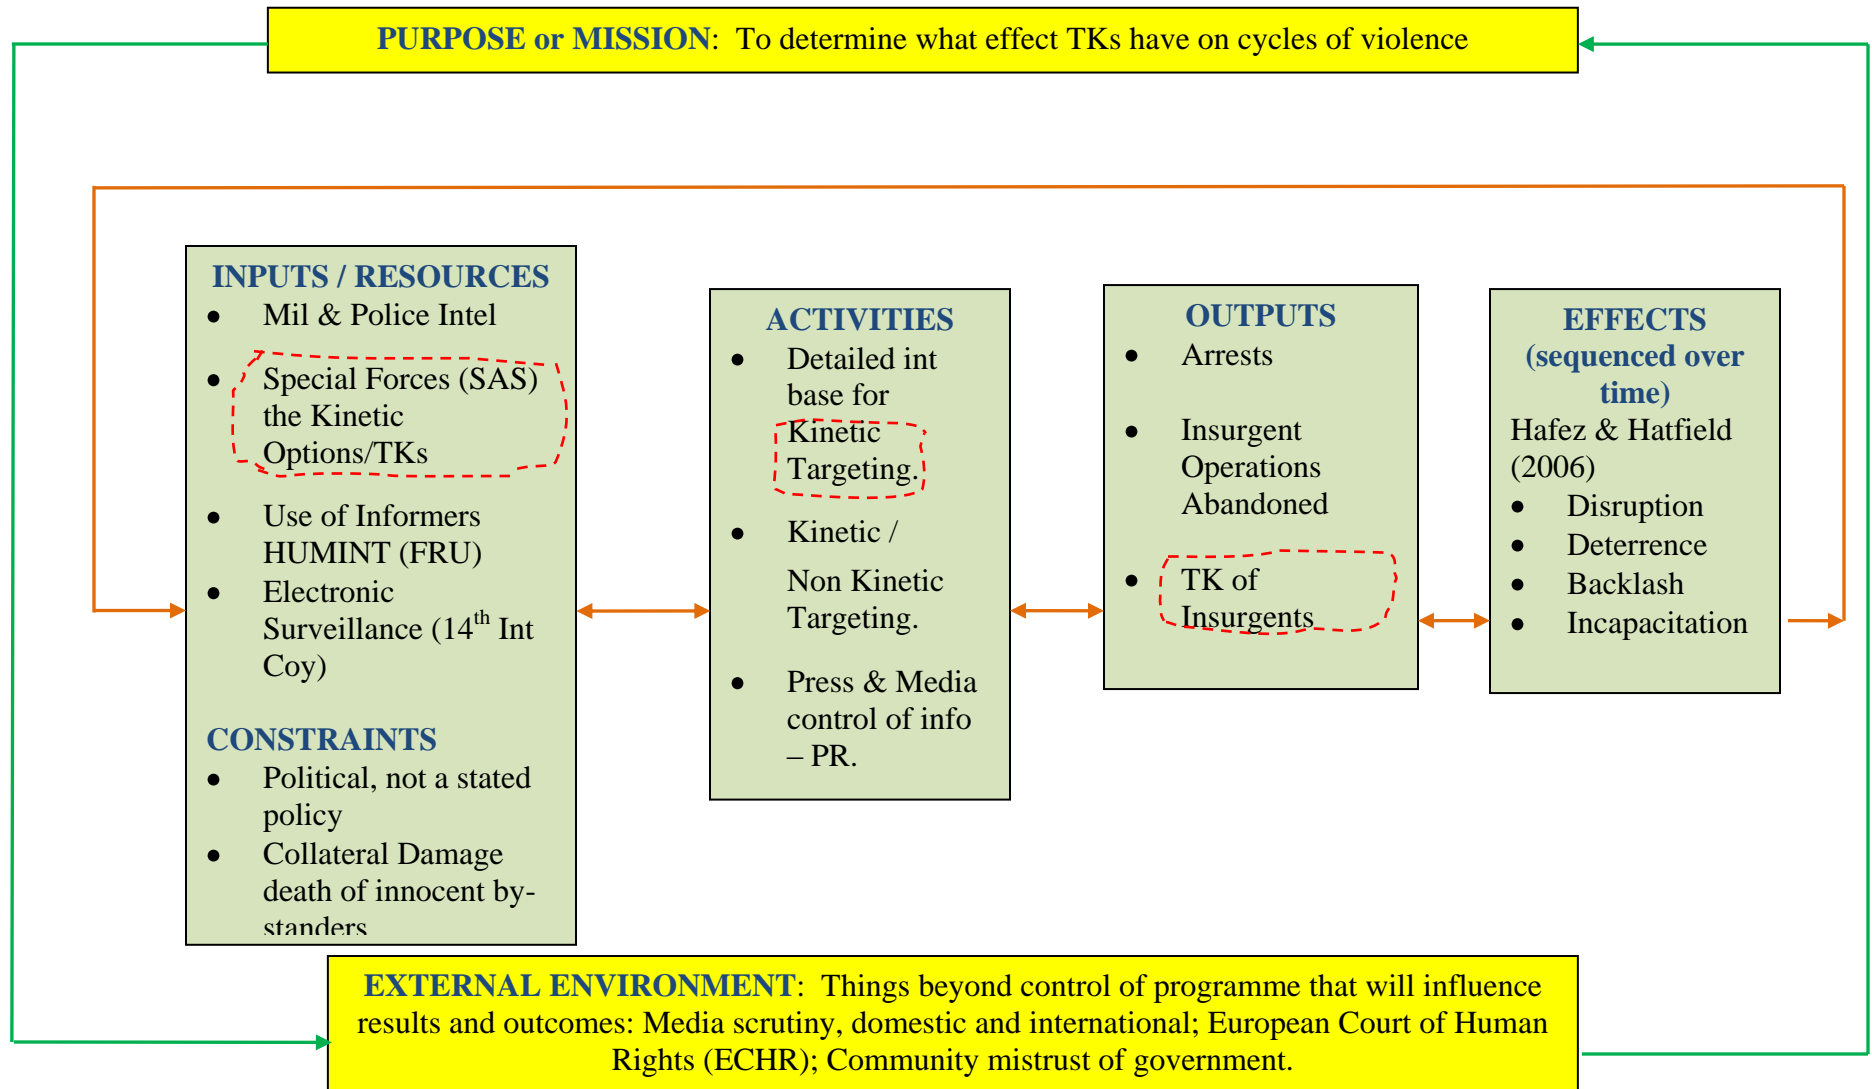 PURPOSE or MISSION: To determine what effect TKs have on cycles of violence
INPUTS / RESOURCES
• Mil & Police Intel
• Special Forces (SAS)
the Kinetic
Options/TKs
• Use of Informers
HUMINT (FRU)
• Electronic
Surveillance (14th Int
Coy)
CONSTRAINTS
• Political, not a stated
policy
• Collateral Damage
death of innocent by-
standers
ACTIVITIES
• Detailed int
base for
Kinetic
Targeting.
• Kinetic /
Non Kinetic
Targeting.
• Press & Media
control of info
– PR.
OUTPUTS
• Arrests
• Insurgent
Operations
Abandoned
• TK of
Insurgents
EFFECTS
(sequenced over
time)
Hafez & Hatfield
(2006)
• Disruption
• Deterrence
• Backlash
• Incapacitation
EXTERNAL ENVIRONMENT: Things beyond control of programme that will influence
results and outcomes: Media scrutiny, domestic and international; European Court of Human
Rights (ECHR); Community mistrust of government.